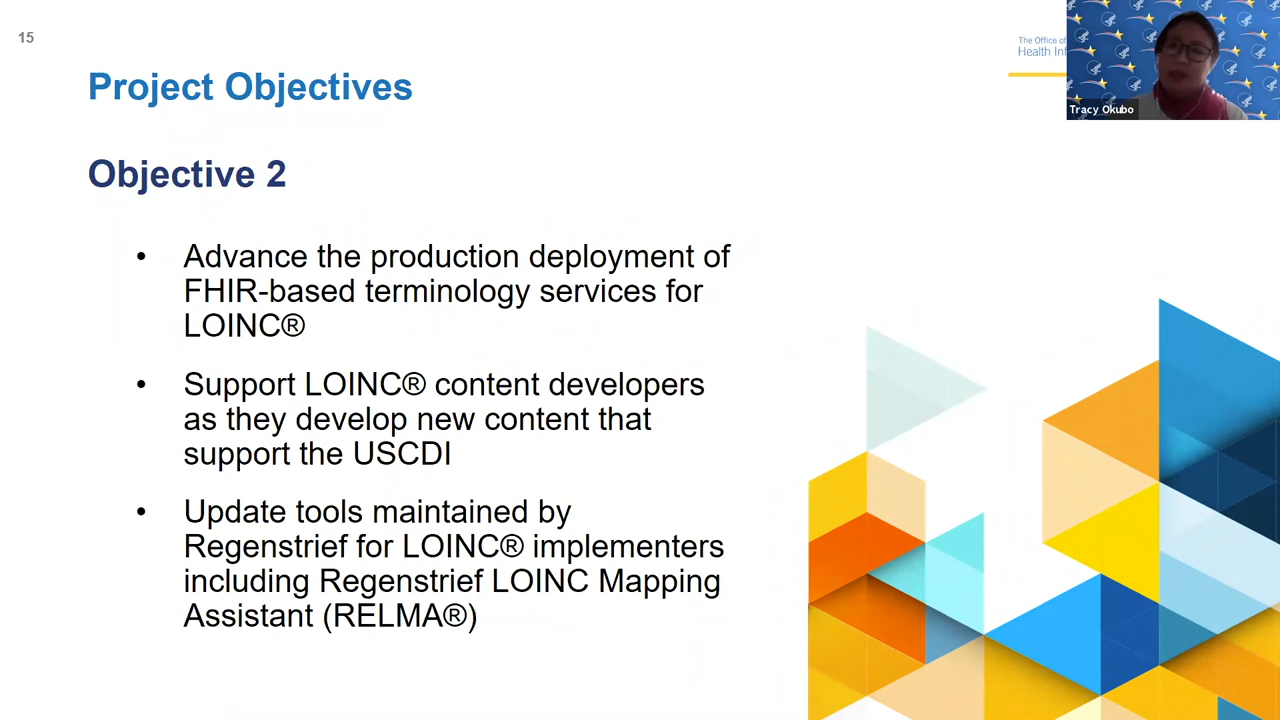 15
The Office of
Health Inf
Tracy Okubo
Project Objectives
Objective 2
• Advance the production deployment of
FHIR-based terminology services for
LOINC®
• Support LOINC® content developers
as they develop new content that
support the USCDI
• Update tools maintained by
Regenstrief for LOINC® implementers
including Regenstrief LOINC Mapping
Assistant (RELMA®)